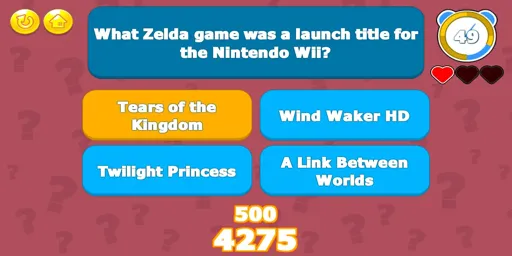 What Zelda game was a launch title for
the Nintendo Wii?
49
Tears of the
Kingdom
Wind Waker HD
Twilight Princess
A Link Between
Worlds
500
4275